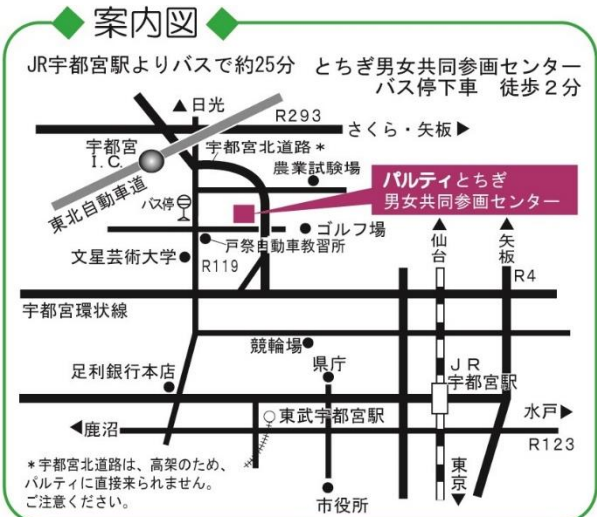 案内図
JR宇都宮駅よりバスで約25分 とちぎ男女共同参画センター
バス停下車 徒歩2分
▲日光
R293
さくら・矢板▶
宇都宮
I.C.
宇都宮北道路*
農業試験場
東北自動車道
バス停
パルティとちぎ
男女共同参画センター
ゴルフ場
戸祭自動車教習所
文星芸術大学
R119
▲仙台
▲矢板
R4
宇都宮環状線
競輪場
県庁
足利銀行本店
JR
宇都宮駅
東武宇都宮駅
水戸▶
◀鹿沼
R123
*宇都宮北道路は、高架のため、
パルティに直接来られません。
ご注意ください。
市役所
東京▼